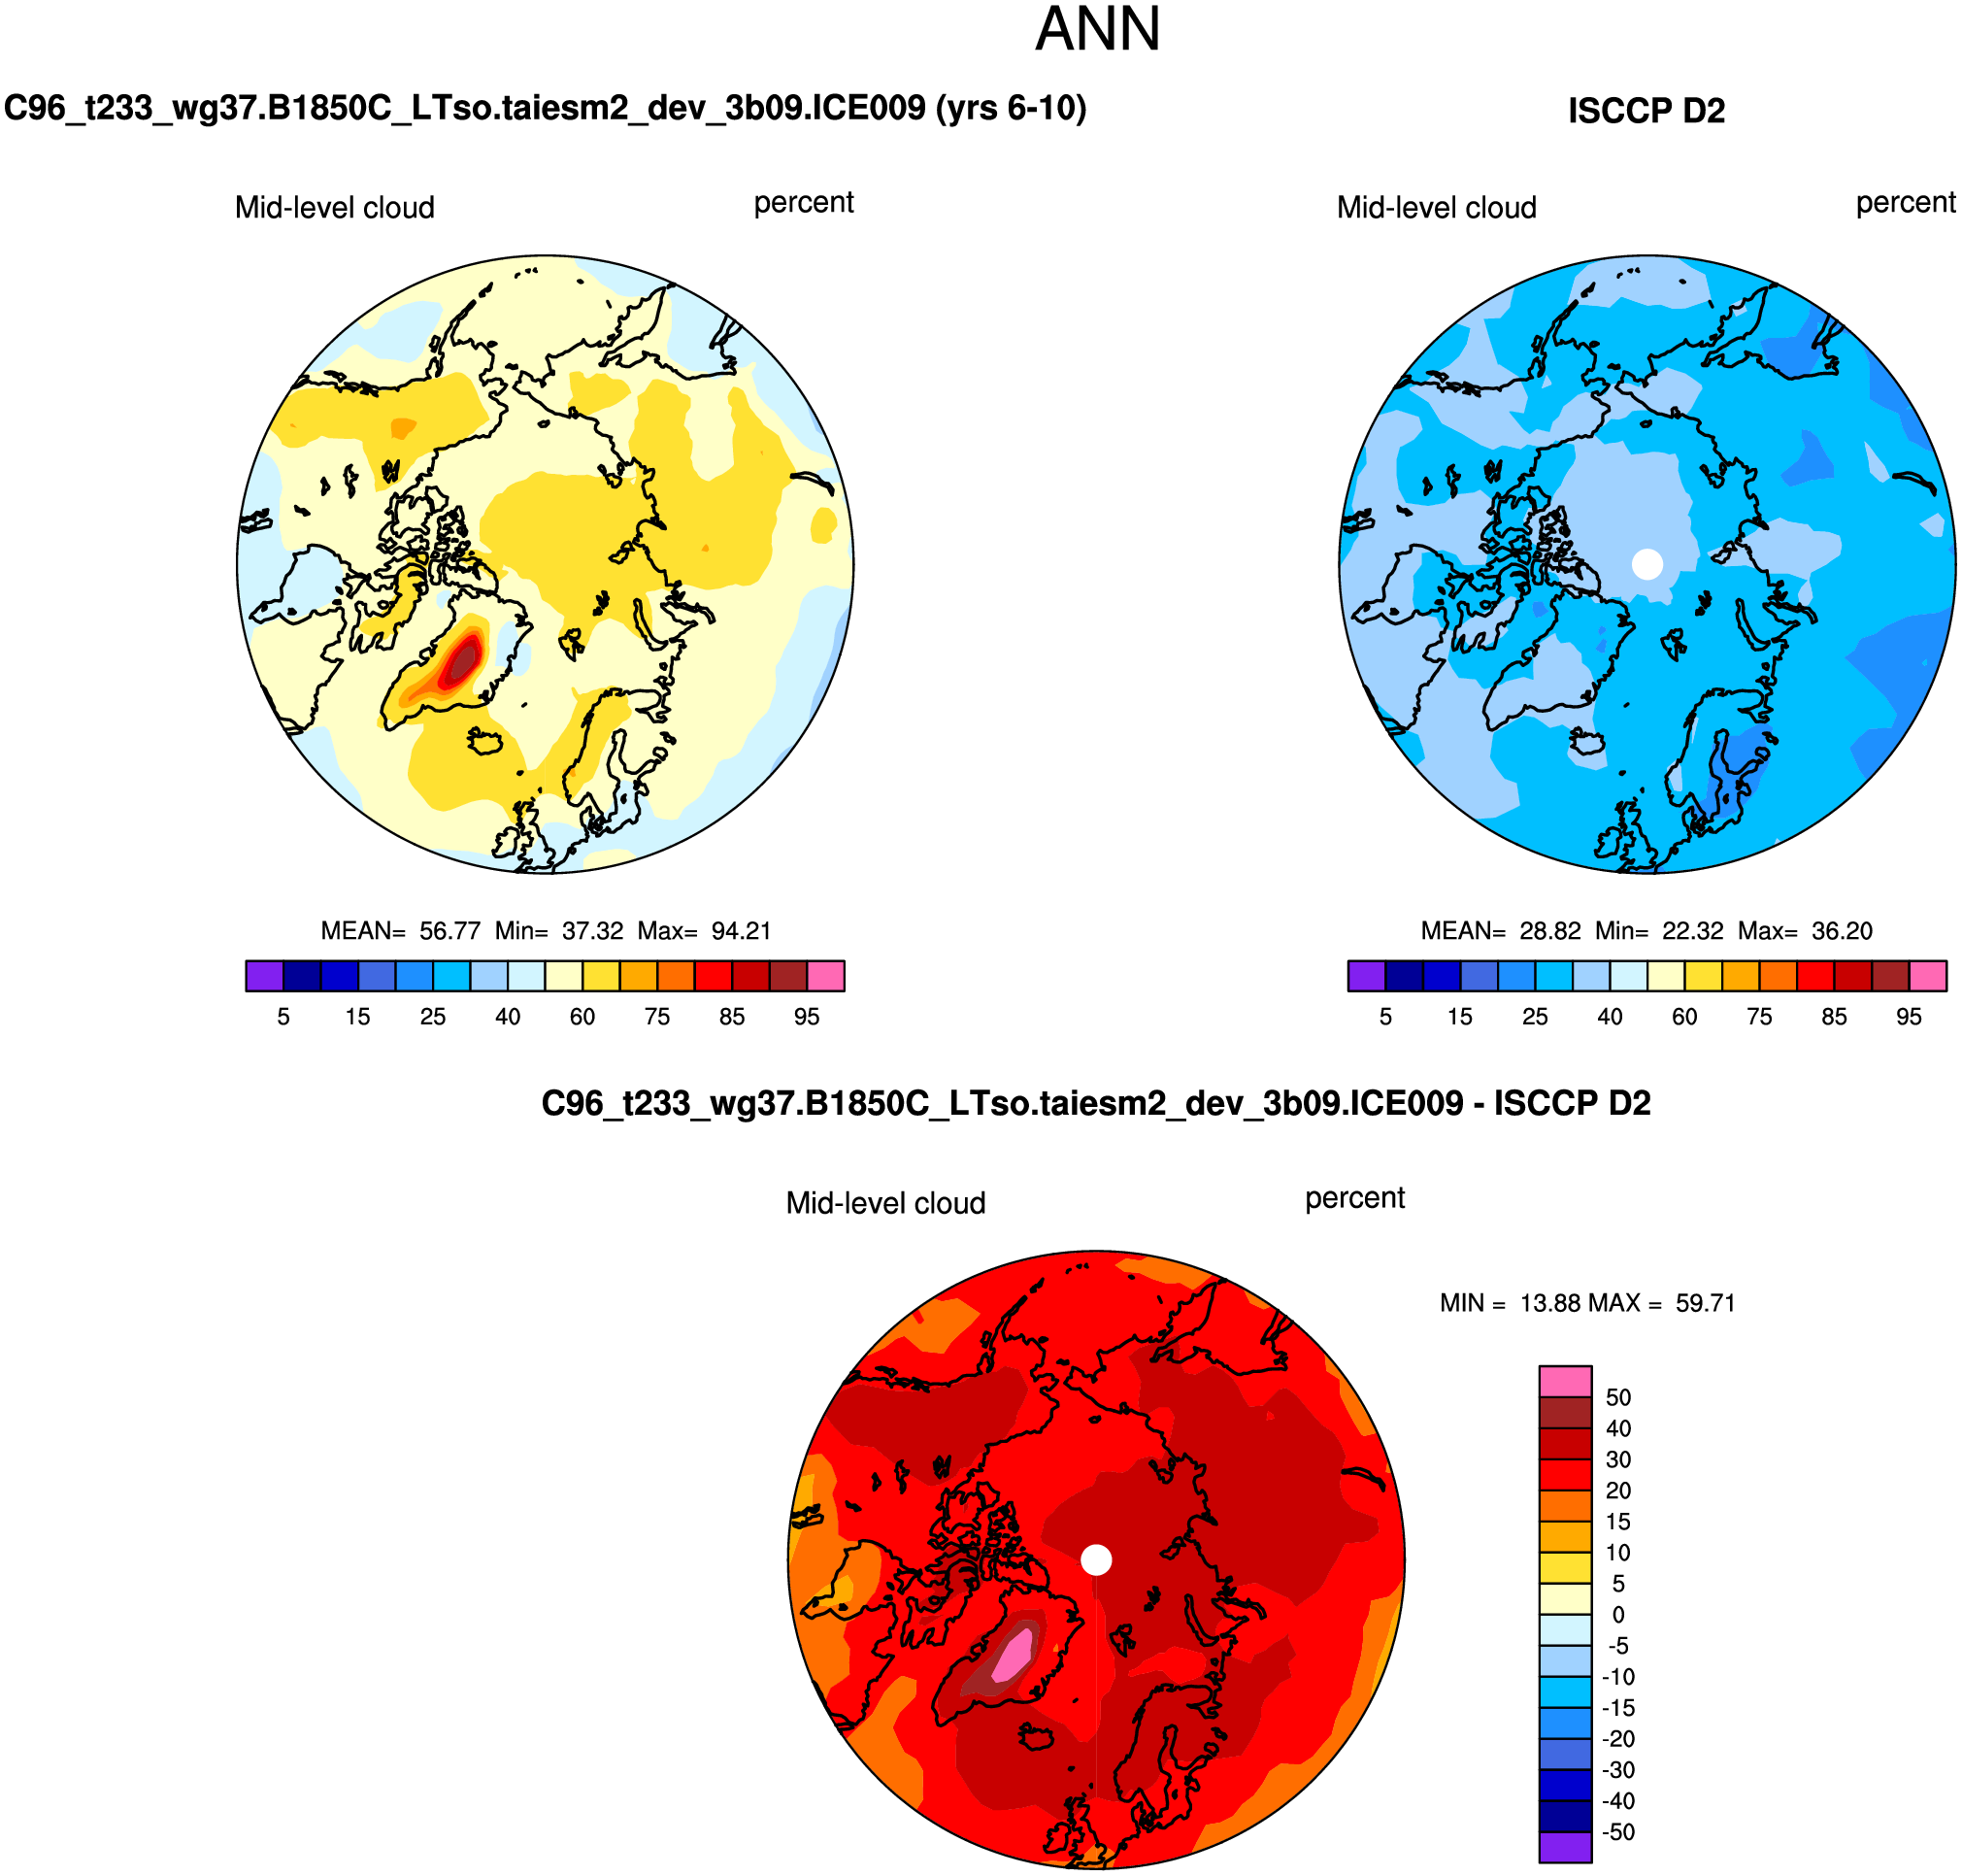 ANN
C96_t233_wg37.B1850C_LTso.taiesm2_dev_3b09.ICE009 (yrs 6-10)
ISCCP D2
Mid-level cloud percent
Mid-level cloud percent
MEAN= 56.77 Min= 37.32 Max= 94.21
MEAN= 28.82 Min= 22.32 Max= 36.20
5 15 25 40 60 75 85 95
5 15 25 40 60 75 85 95
C96_t233_wg37.B1850C_LTso.taiesm2_dev_3b09.ICE009 - ISCCP D2
Mid-level cloud percent
MIN = 13.88 MAX = 59.71
50
40
30
20
15
10
5
0
-5
-10
-15
-20
-30
-40
-50